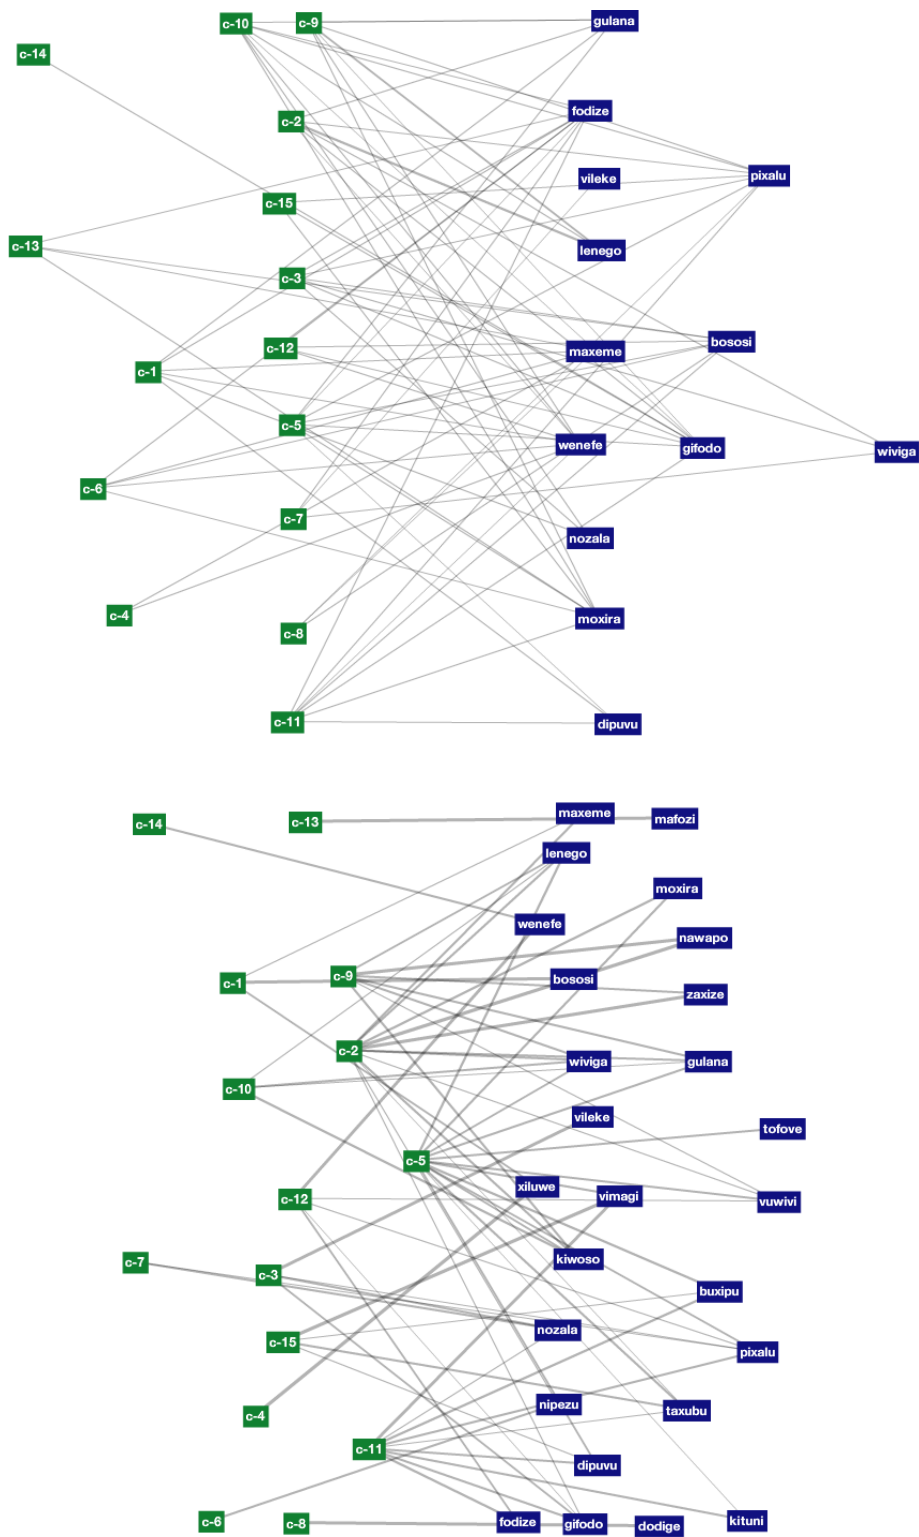 c-10 c-9 gulana
c-14
c-2 fodize
vileke pixalu
c-15
c-13 lenego
c-3
c-12 maxeme bososi
c-1
c-5 wenefe gifodo wiviga
c-6
c-7 nozala
c-4 moxira
c-8
c-11 dipuvu
c-14 c-13 maxeme mafozi
lenego
moxira
wenefe nawapo
c-1 c-9 bososi zaxize
c-2 wiviga gulana
c-10
vileke tofove
c-5
c-12 xiluwe vimagi vuwivi
c-7 c-3 kiwoso
buxipu
c-15 nozala pixalu
c-4 nipezu taxubu
c-11 dipuvu
c-6 c-8 fodize gifodo dodige kituni